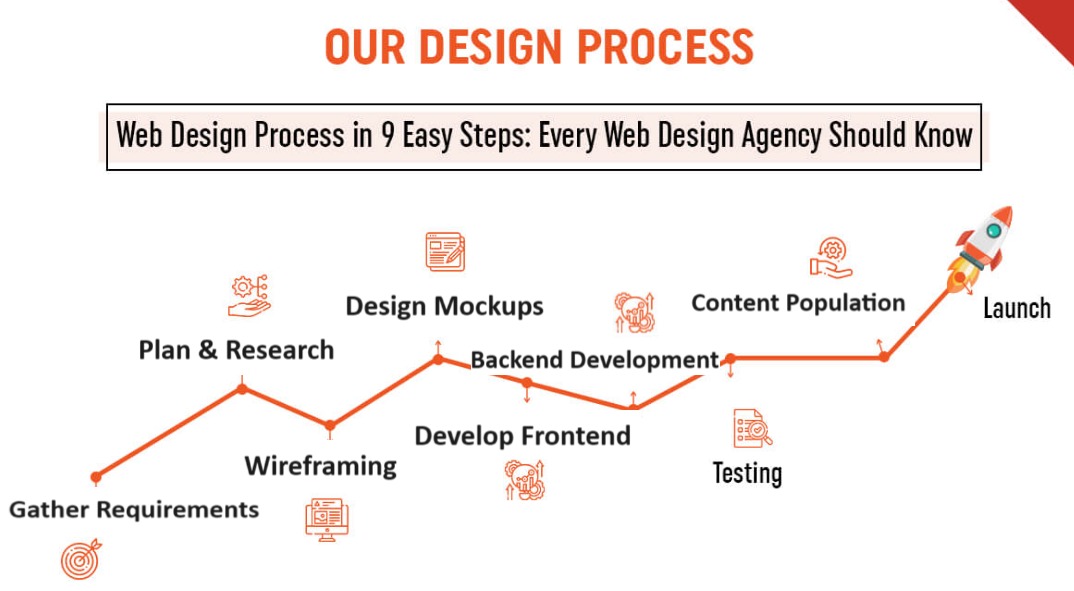 OUR DESIGN PROCESS
Web Design Process in 9 Easy Steps: Every Web Design Agency Should Know
Gather Requirements
Plan & Research
Wireframing
Design Mockups
Develop Frontend
Backend Development
Testing
Content Population
Launch